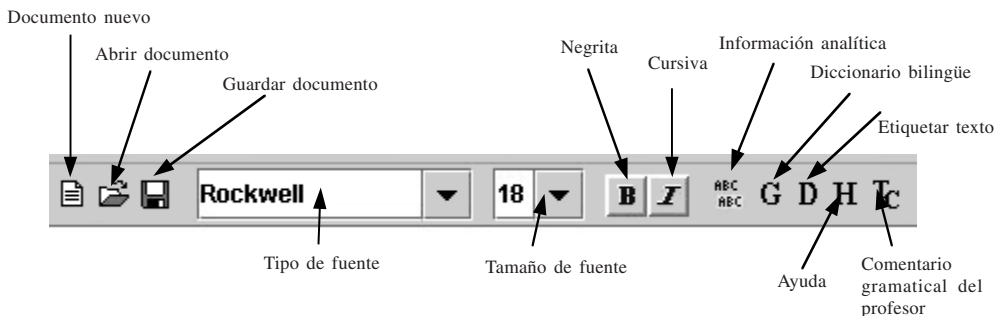 Documento nuevo
Abrir documento
Guardar documento
Negrita
Cursiva
Información analítica
Diccionario bilingüe
Etiquetar texto
Rockwell
18
B I
ABC
ABC
G D H Tc
Tipo de fuente
Tamaño de fuente
Ayuda
Comentario
gramatical del
profesor